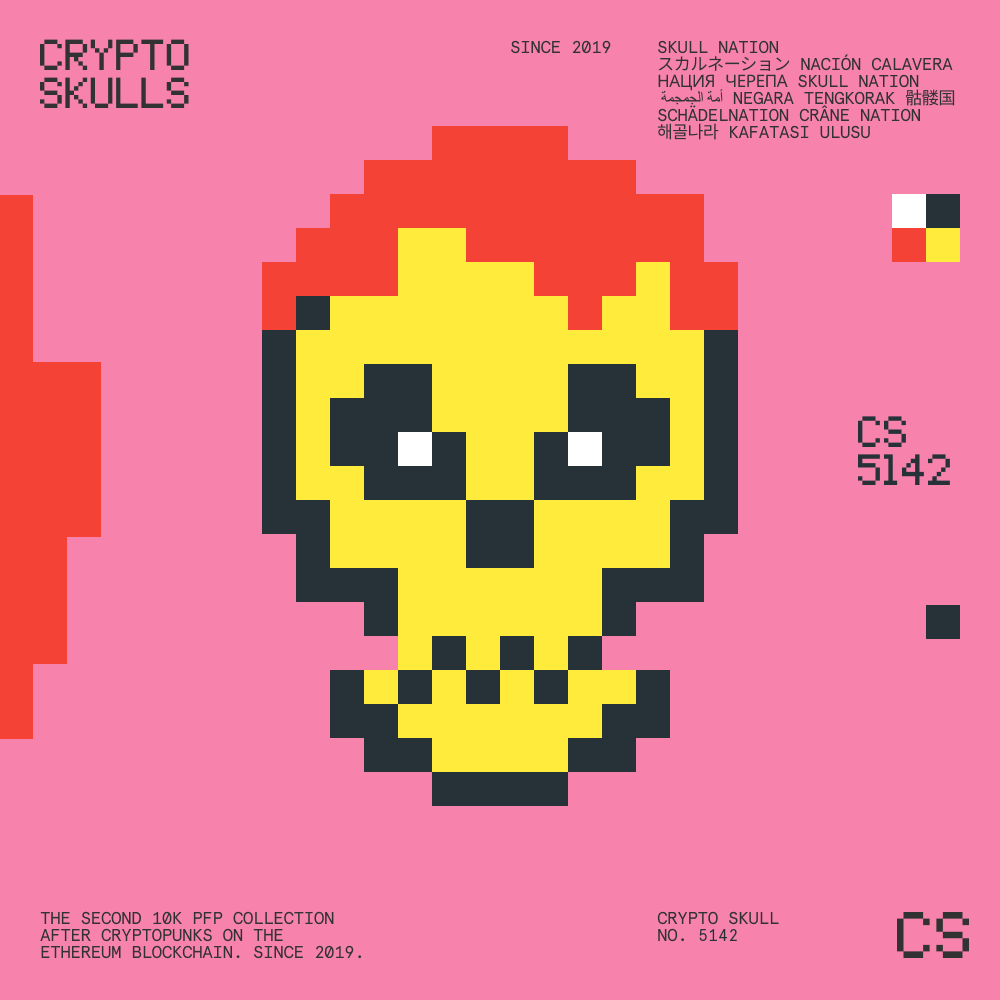 CRYPTO
SKULLS
SINCE 2019
SKULL NATION
スカルネーション NACIÓN CALAVERA
НАЦИЯ ЧЕРЕПА SKULL NATION
أمة الجمجمة NEGARA TENGKORAK 骷髅国
SCHÄDELNATION CRÂNE NATION
해골나라 KAFATASI ULUSU
CS
5142
THE SECOND 10K PFP COLLECTION
AFTER CRYPTOPUNKS ON THE
ETHEREUM BLOCKCHAIN. SINCE 2019.
CRYPTO SKULL
NO. 5142
CS